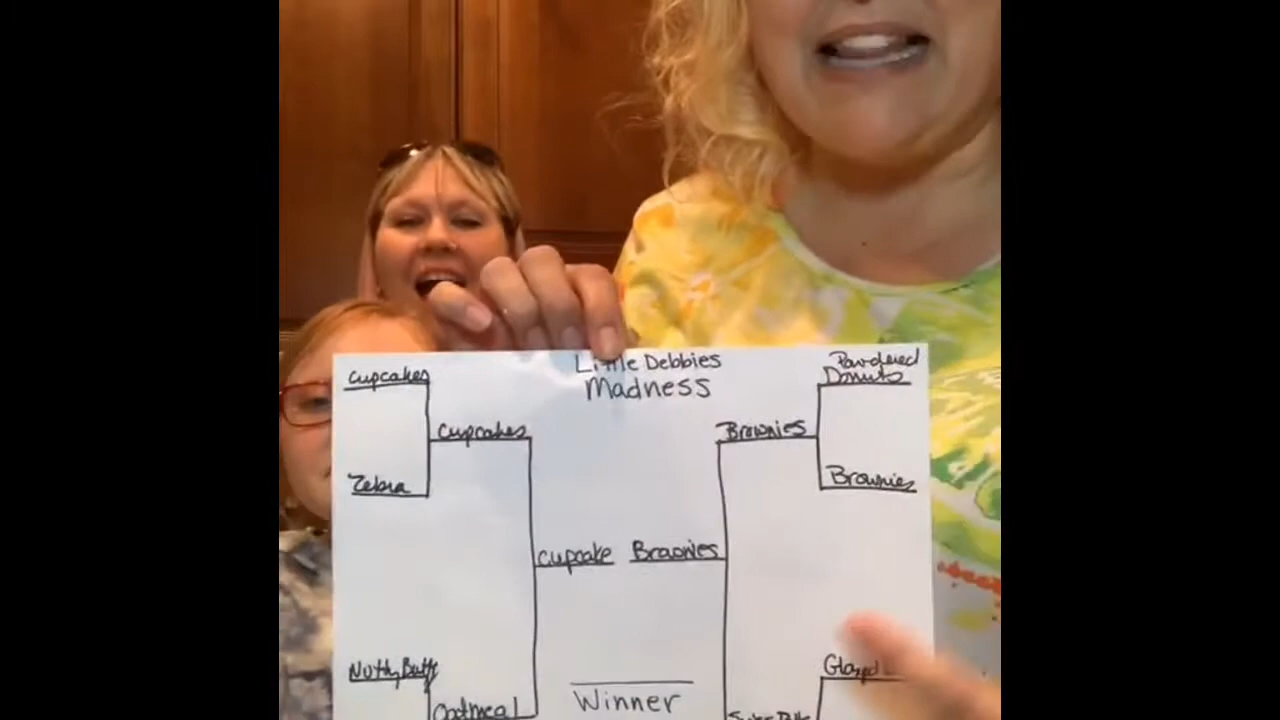 Little Debbies
Madness
Cupcakes
Powdered
Donuts
Cupcakes
Brownies
Zebra
Brownies
Cupcake
Brownies
Nutty Butty
Glazed
Oatmeal
Winner